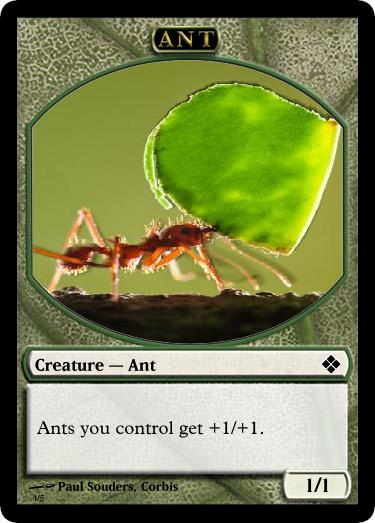 ANT
Creature — Ant
Ants you control get +1/+1.
Paul Souders, Corbis
1/1